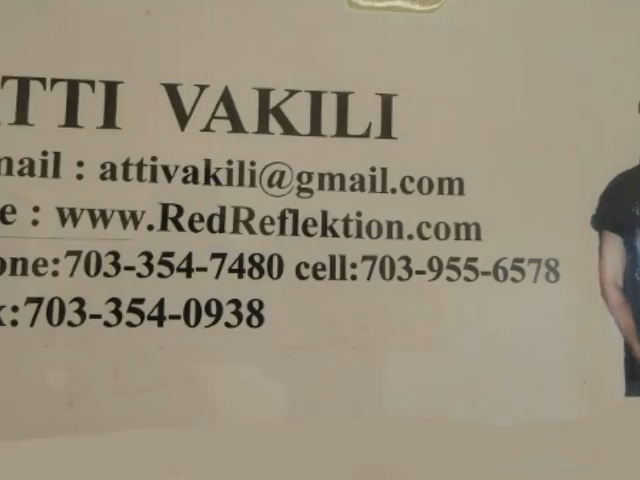 TTI VAKILI
mail : attivakili@gmail.com
e : www.RedReflektion.com
one:703-354-7480 cell:703-955-6578
x:703-354-0938